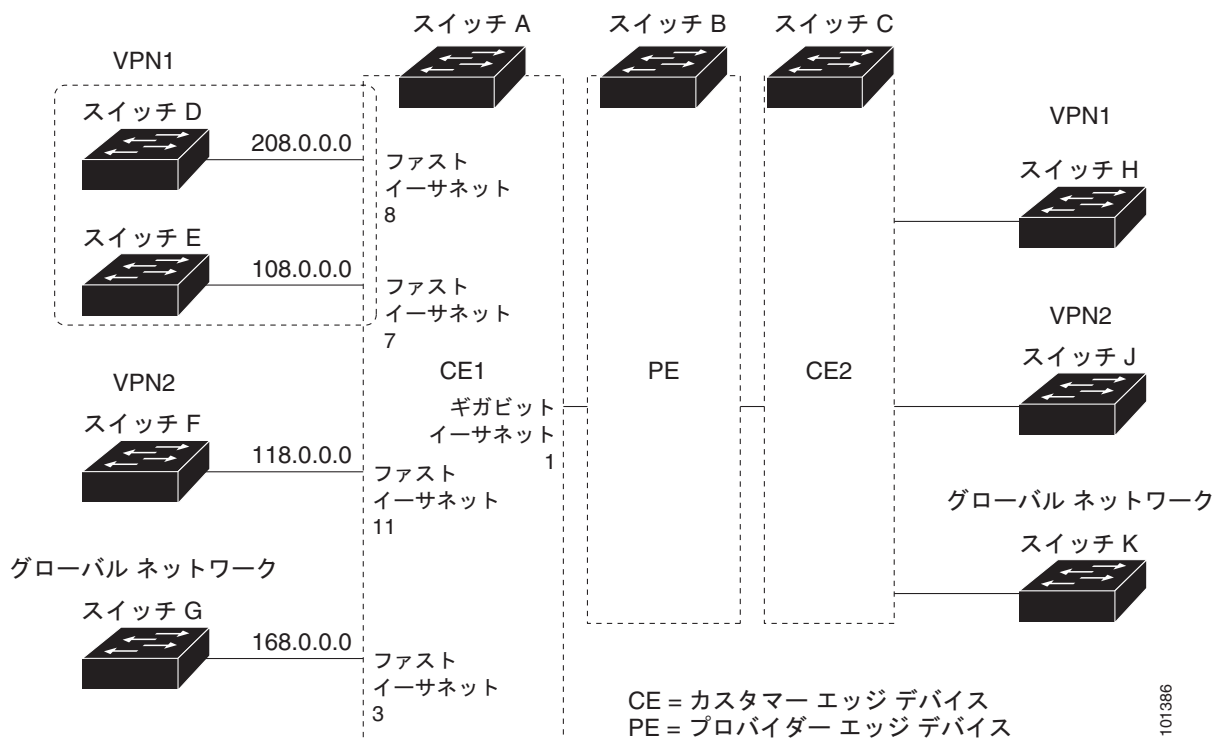 スイッチ A
スイッチ B
スイッチ C
VPN1
スイッチ D
208.0.0.0
ファスト
イーサネット
8
スイッチ E
108.0.0.0
ファスト
イーサネット
7
VPN2
スイッチ F
118.0.0.0
ファスト
イーサネット
11
グローバル ネットワーク
スイッチ G
168.0.0.0
ファスト
イーサネット
3
CE1
ギガビット
イーサネット
1
PE
CE2
VPN1
スイッチ H
VPN2
スイッチ J
グローバル ネットワーク
スイッチ K
CE = カスタマー エッジ デバイス
PE = プロバイダー エッジ デバイス
101386